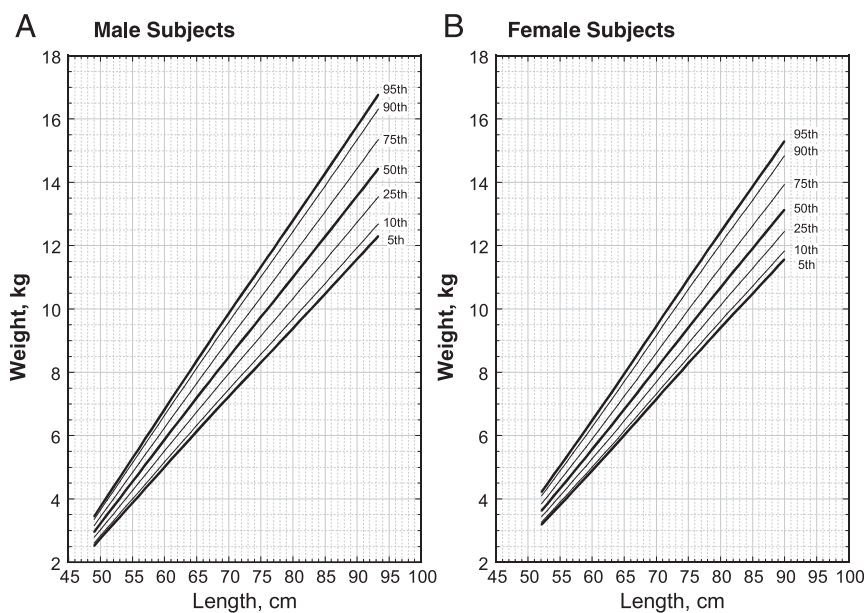 A Male Subjects
18
16
14
12
10
8
6
4
2
Weight, kg
95th
90th
75th
50th
25th
10th
5th
45 50 55 60 65 70 75 80 85 90 95 100
Length, cm
B Female Subjects
18
16
14
12
10
8
6
4
2
Weight, kg
95th
90th
75th
50th
25th
10th
5th
45 50 55 60 65 70 75 80 85 90 95 100
Length, cm